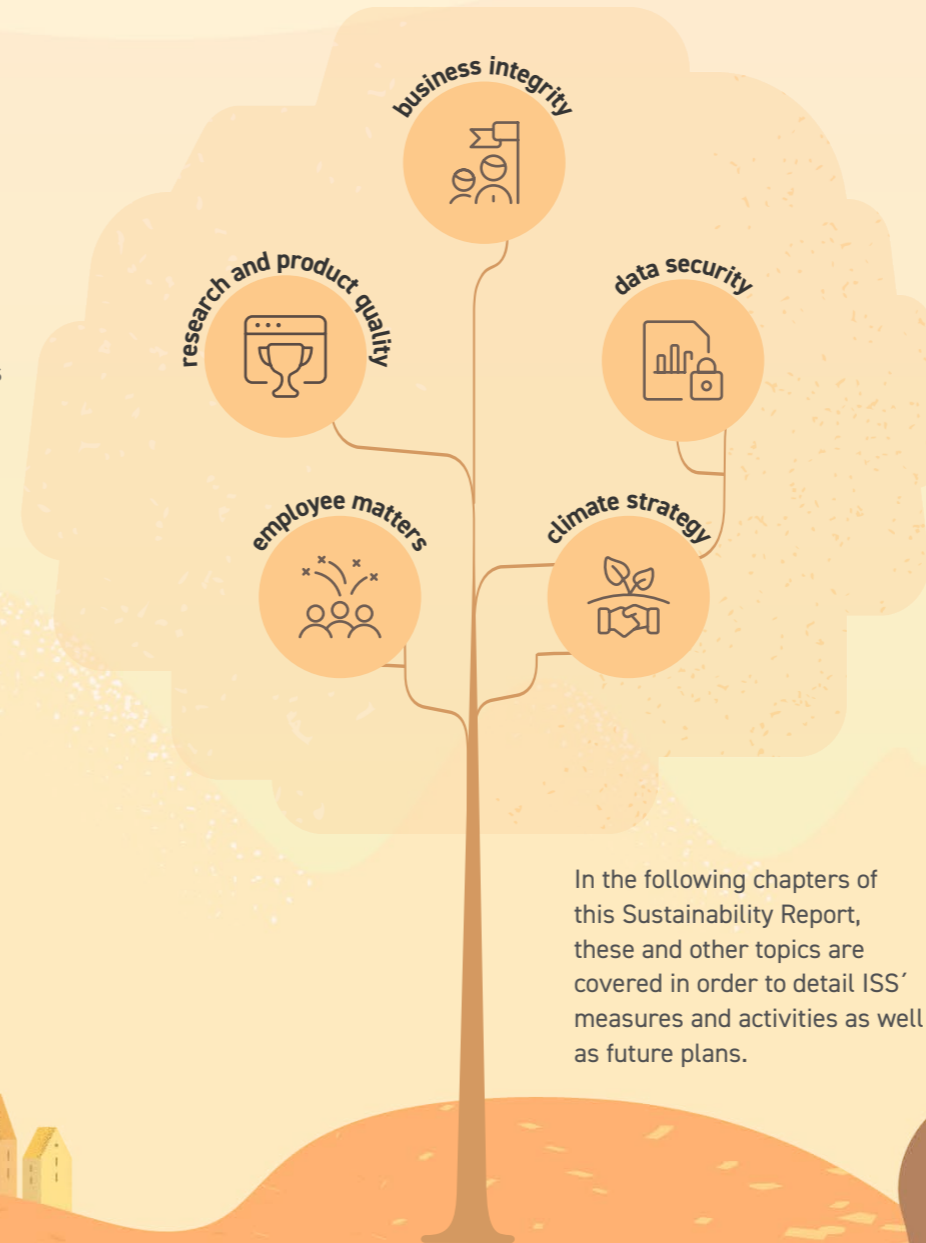 business integrity
research and product quality
data security
employee matters
climate strategy
In the following chapters of
this Sustainability Report,
these and other topics are
covered in order to detail ISS´
measures and activities as well
as future plans.